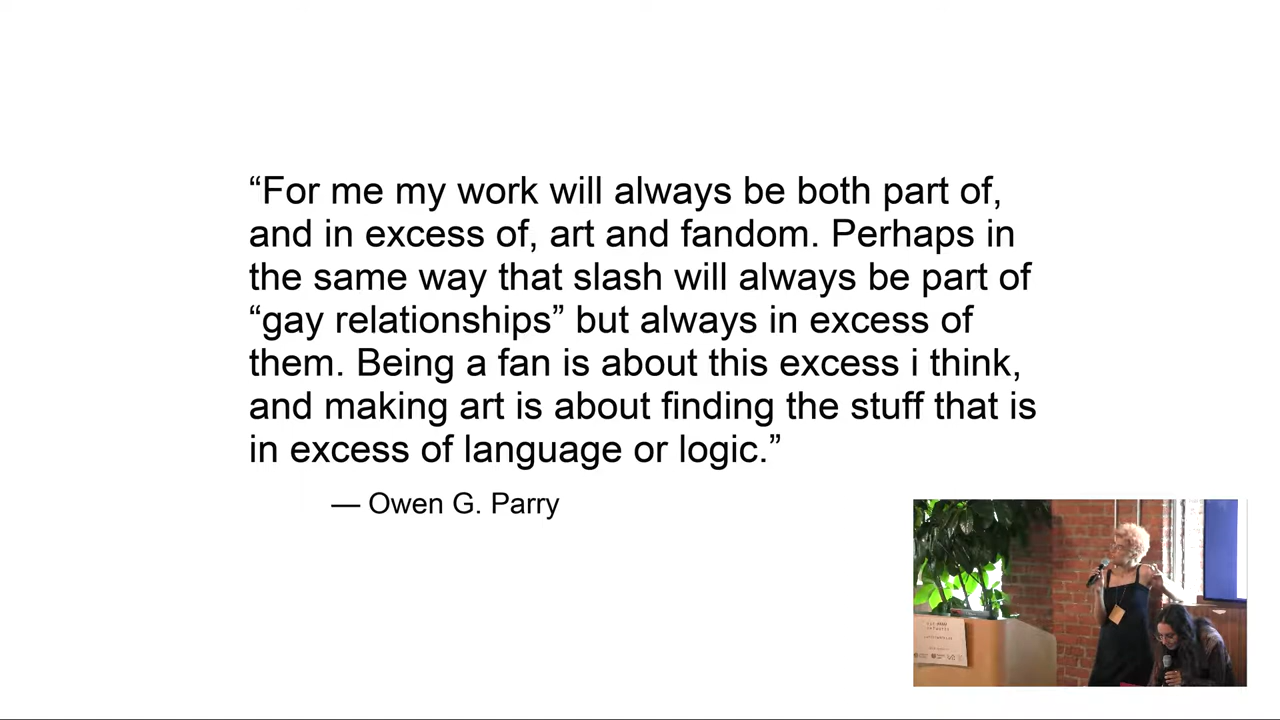 “For me my work will always be both part of,
and in excess of, art and fandom. Perhaps in
the same way that slash will always be part of
“gay relationships” but always in excess of
them. Being a fan is about this excess i think,
and making art is about finding the stuff that is
in excess of language or logic.”
— Owen G. Parry